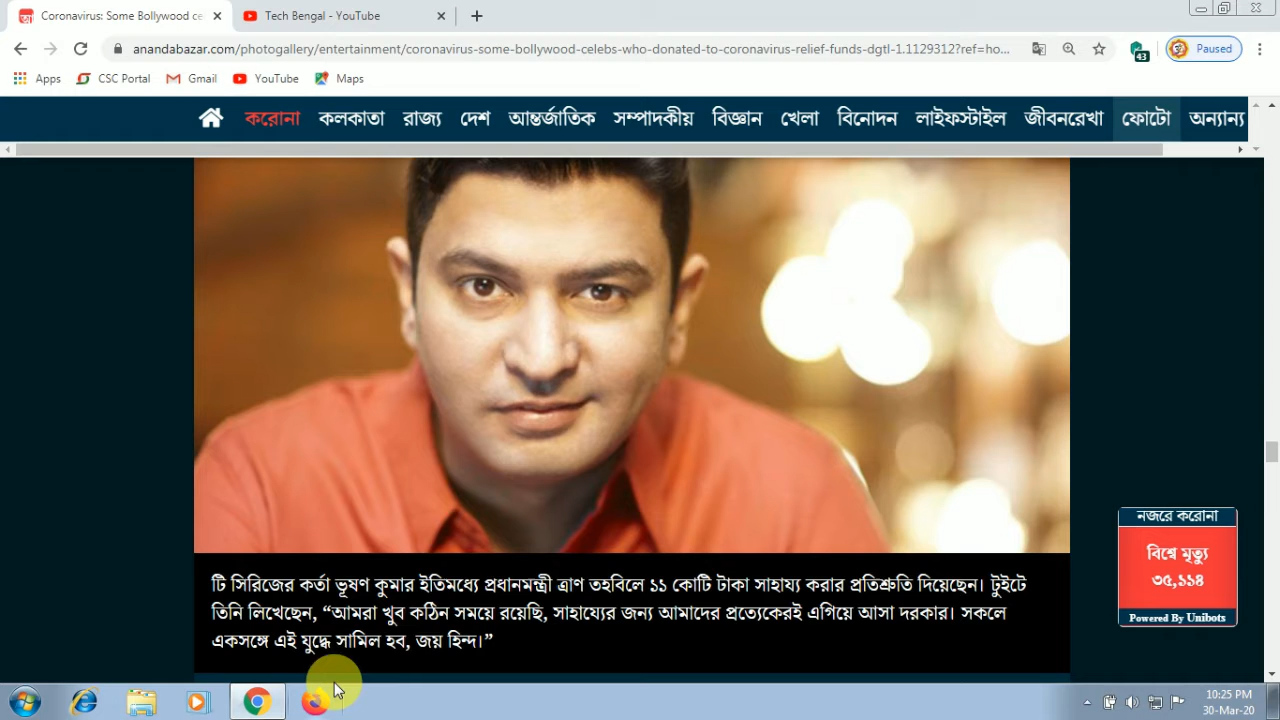 Coronavirus: Some Bollywood ce
Tech Bengal - YouTube
anandabazar.com/photogallery/entertainment/coronavirus-some-bollywood-celebs-who-donated-to-coronavirus-relief-funds-dgtl-1.1129312?ref=ho...
43
Paused
Apps
CSC Portal
Gmail
YouTube
Maps
করোনা কলকাতা রাজ্য দেশ আন্তর্জাতিক সম্পাদকীয় বিজ্ঞান খেলা বিনোদন লাইফস্টাইল জীবনরেখা ফোটো অন্যান্য
টি সিরিজের কর্তা ভূষণ কুমার ইতিমধ্যে প্রধানমন্ত্রী ত্রাণ তহবিলে ১১ কোটি টাকা সাহায্য করার প্রতিশ্রুতি দিয়েছেন। টুইটে
তিনি লিখেছেন, “আমরা খুব কঠিন সময়ে রয়েছি, সাহায্যের জন্য আমাদের প্রত্যেকেরই এগিয়ে আসা দরকার। সকলে
একসঙ্গে এই যুদ্ধে সামিল হব, জয় হিন্দ।”
নজরে করোনা
বিশ্বে মৃত্যু
৩৫,১১৪
Powered By Unibots
10:25 PM
30-Mar-20